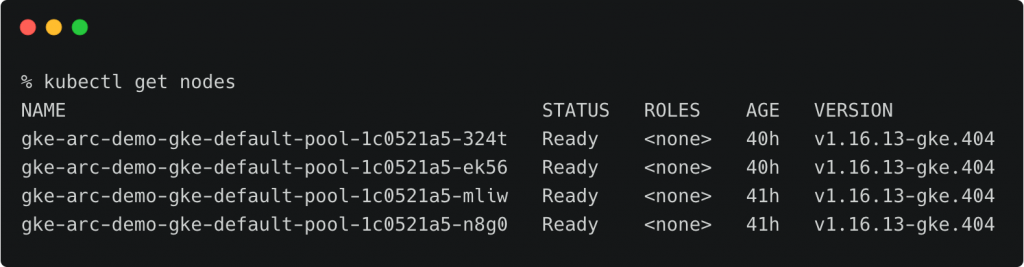 % kubectl get nodes
NAME STATUS ROLES AGE VERSION
gke-arc-demo-gke-default-pool-1c0521a5-324t Ready <none> 40h v1.16.13-gke.404
gke-arc-demo-gke-default-pool-1c0521a5-ek56 Ready <none> 40h v1.16.13-gke.404
gke-arc-demo-gke-default-pool-1c0521a5-mliw Ready <none> 41h v1.16.13-gke.404
gke-arc-demo-gke-default-pool-1c0521a5-n8g0 Ready <none> 41h v1.16.13-gke.404